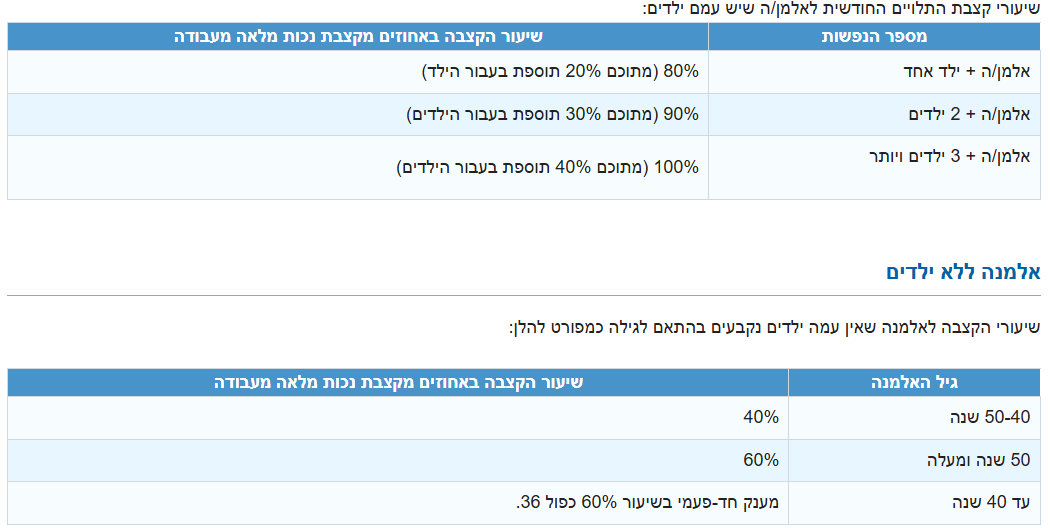 שיעורי קצבת התלויים החודשית לאלמן/ה שיש עמם ילדים:
מספר הנפשות שיעור הקצבה באחוזים מקצבת נכות מלאה מעבודה
אלמן/ה + ילד אחד 80% (מתוכם 20% תוספת בעבור הילד)
אלמן/ה + 2 ילדים 90% (מתוכם 30% תוספת בעבור הילדים)
אלמן/ה + 3 ילדים ויותר 100% (מתוכם 40% תוספת בעבור הילדים)
אלמנה ללא ילדים
שיעורי הקצבה לאלמנה שאין עמה ילדים נקבעים בהתאם לגילה כמפורט להלן:
גיל האלמנה שיעור הקצבה באחוזים מקצבת נכות מלאה מעבודה
50-40 שנה 40%
50 שנה ומעלה 60%
עד 40 שנה מענק חד-פעמי בשיעור 60% כפול 36.